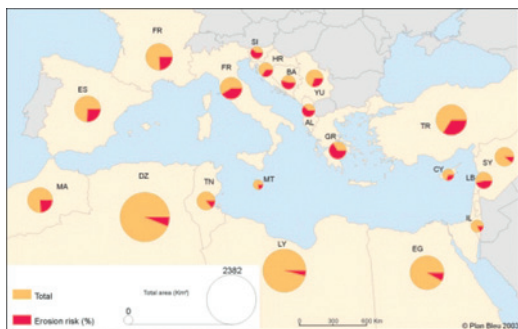 FR
SI
HR
FR
BA
YU
ES
AL
TR
GR
SY
CY
LB
MA
DZ
TN
MT
IL
LY
EG
2382
Total
Total area (Km²)
0
Erosion risk (%)
0 300 600 Km
© Plan Bleu 2003